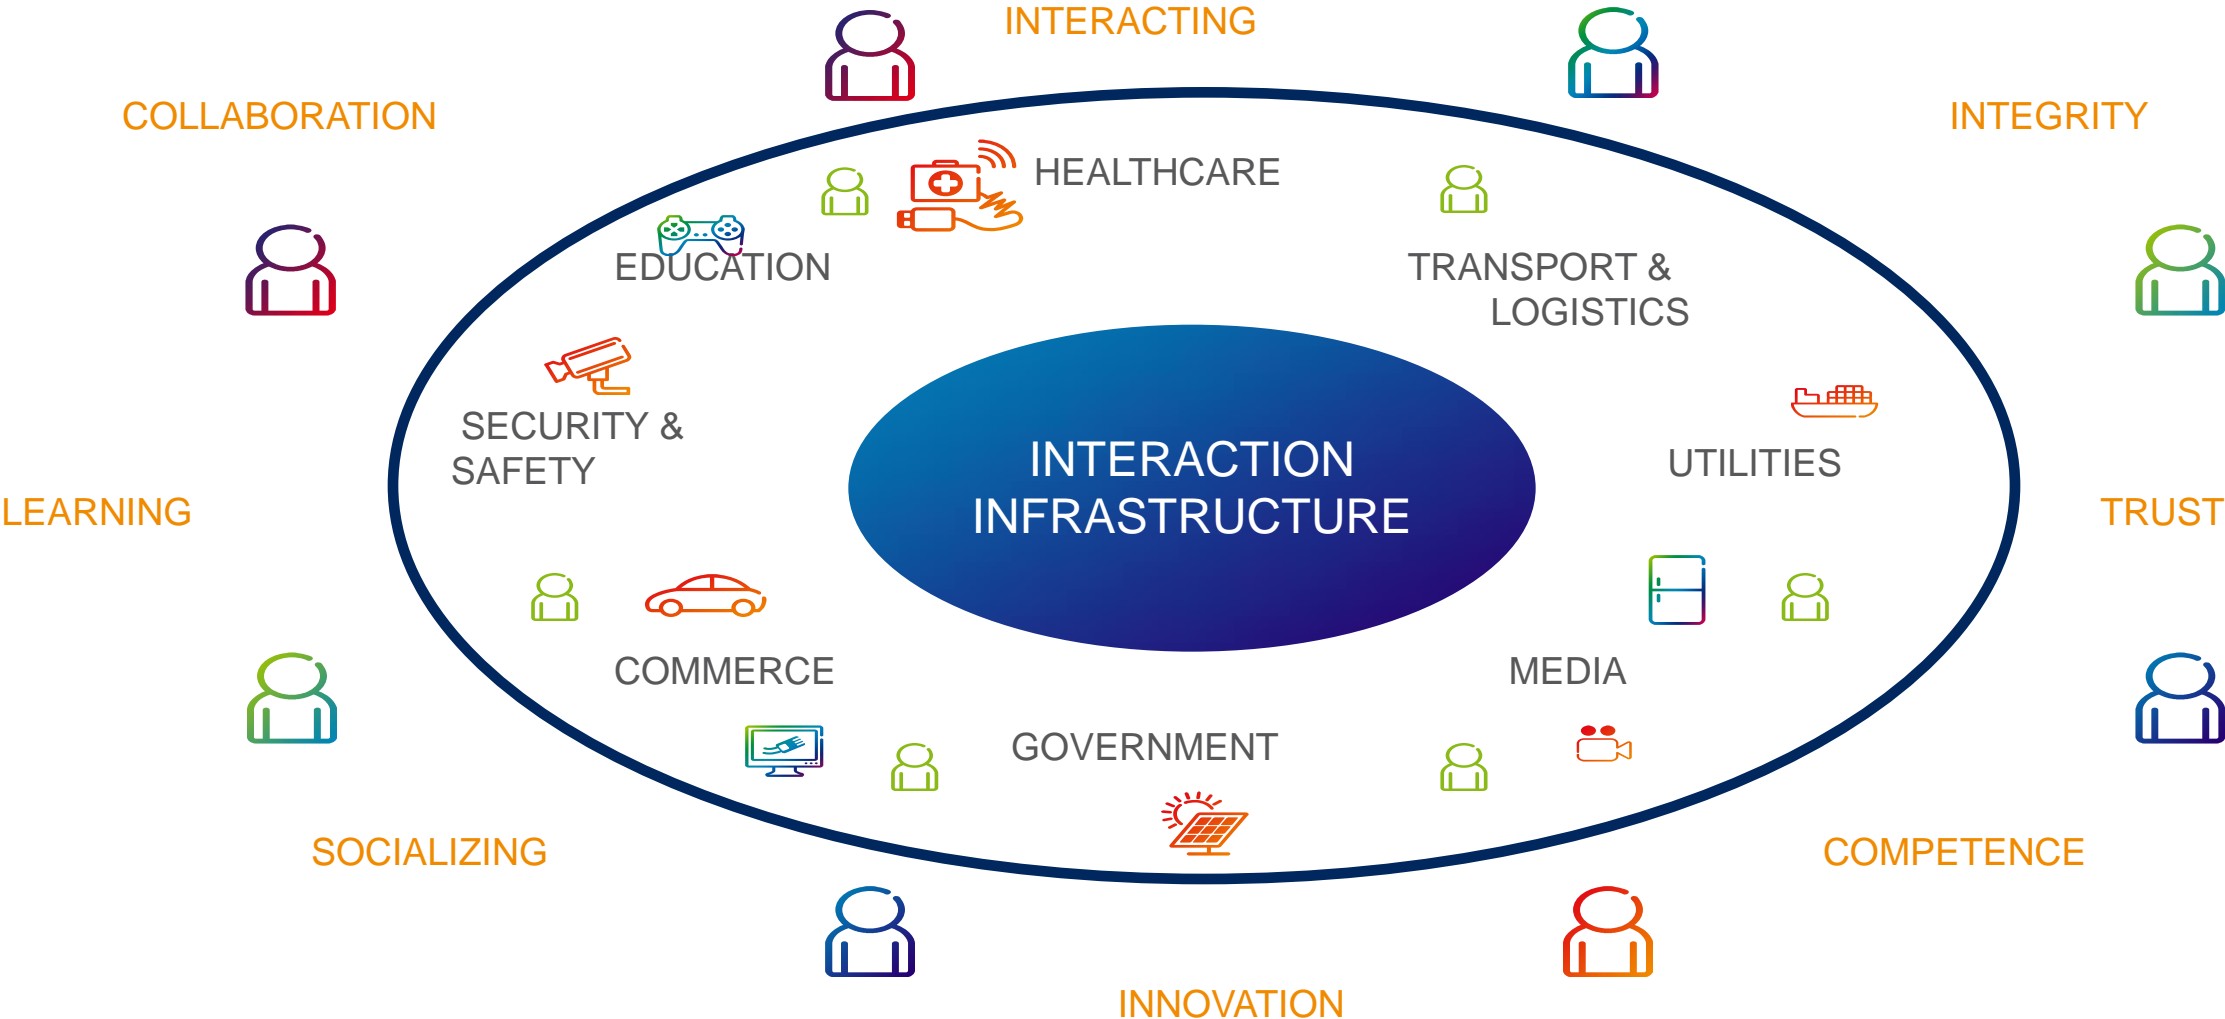 INTERACTING
COLLABORATION
INTEGRITY
HEALTHCARE
EDUCATION
TRANSPORT &
LOGISTICS
SECURITY &
SAFETY
INTERACTION
INFRASTRUCTURE
UTILITIES
LEARNING
TRUST
COMMERCE
MEDIA
GOVERNMENT
SOCIALIZING
COMPETENCE
INNOVATION